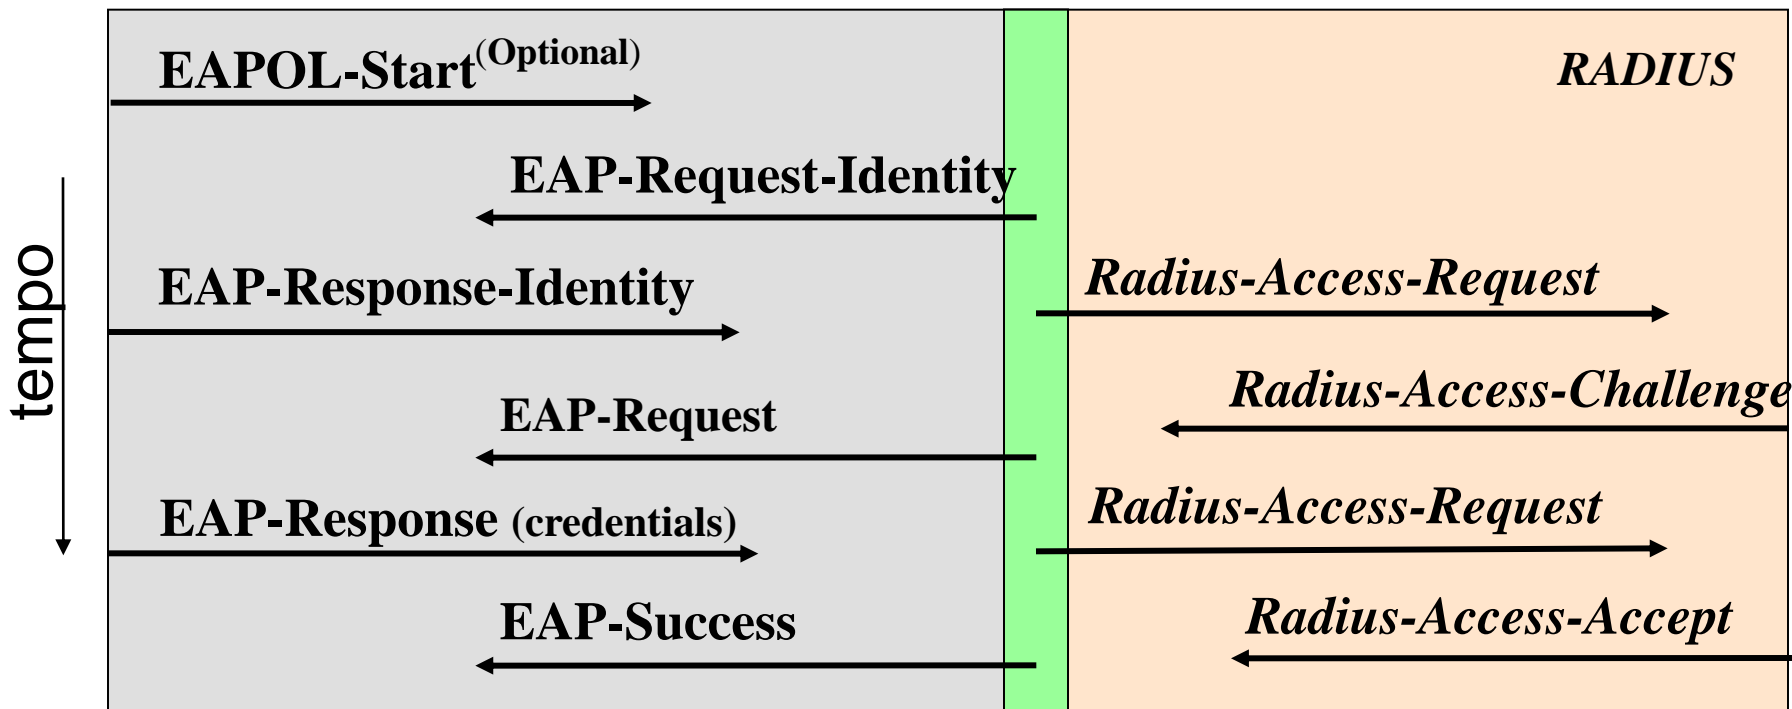 EAPOL-Start(Optional)
RADIUS
EAP-Request-Identity
tempo
EAP-Response-Identity
Radius-Access-Request
Radius-Access-Challenge
EAP-Request
Radius-Access-Request
EAP-Response (credentials)
Radius-Access-Accept
EAP-Success